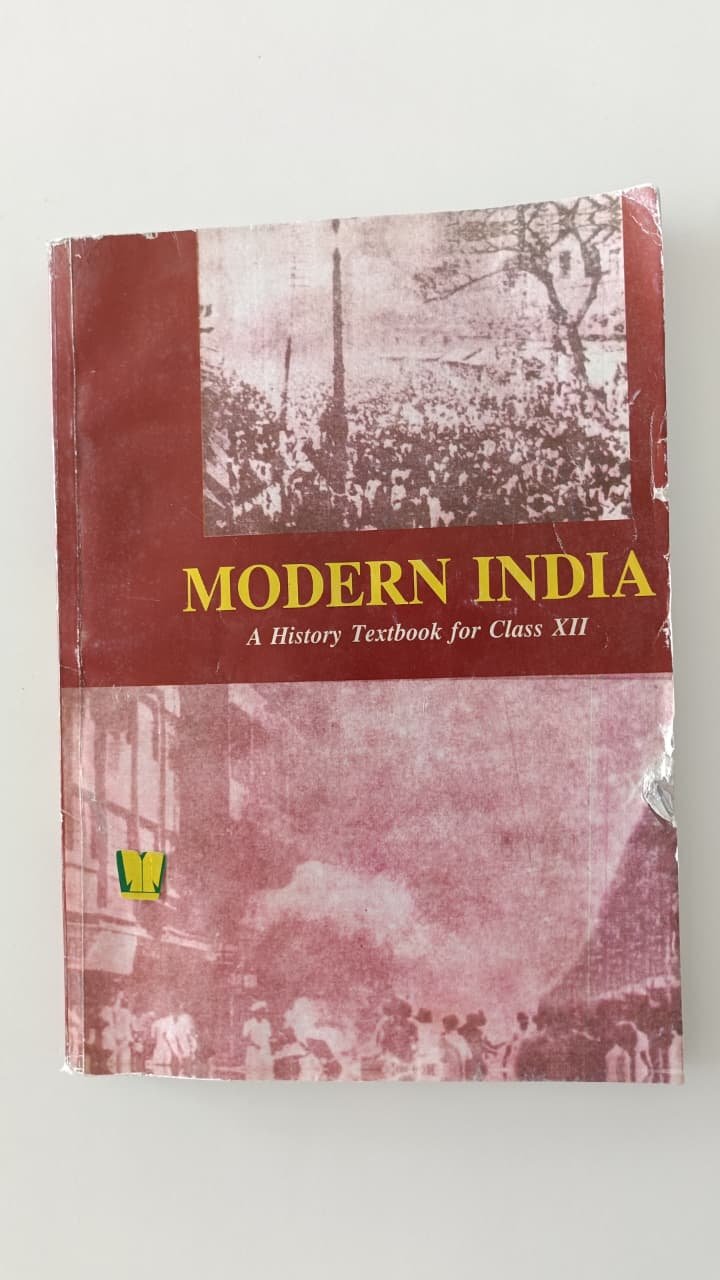 MODERN INDIA
A History Textbook for Class XII